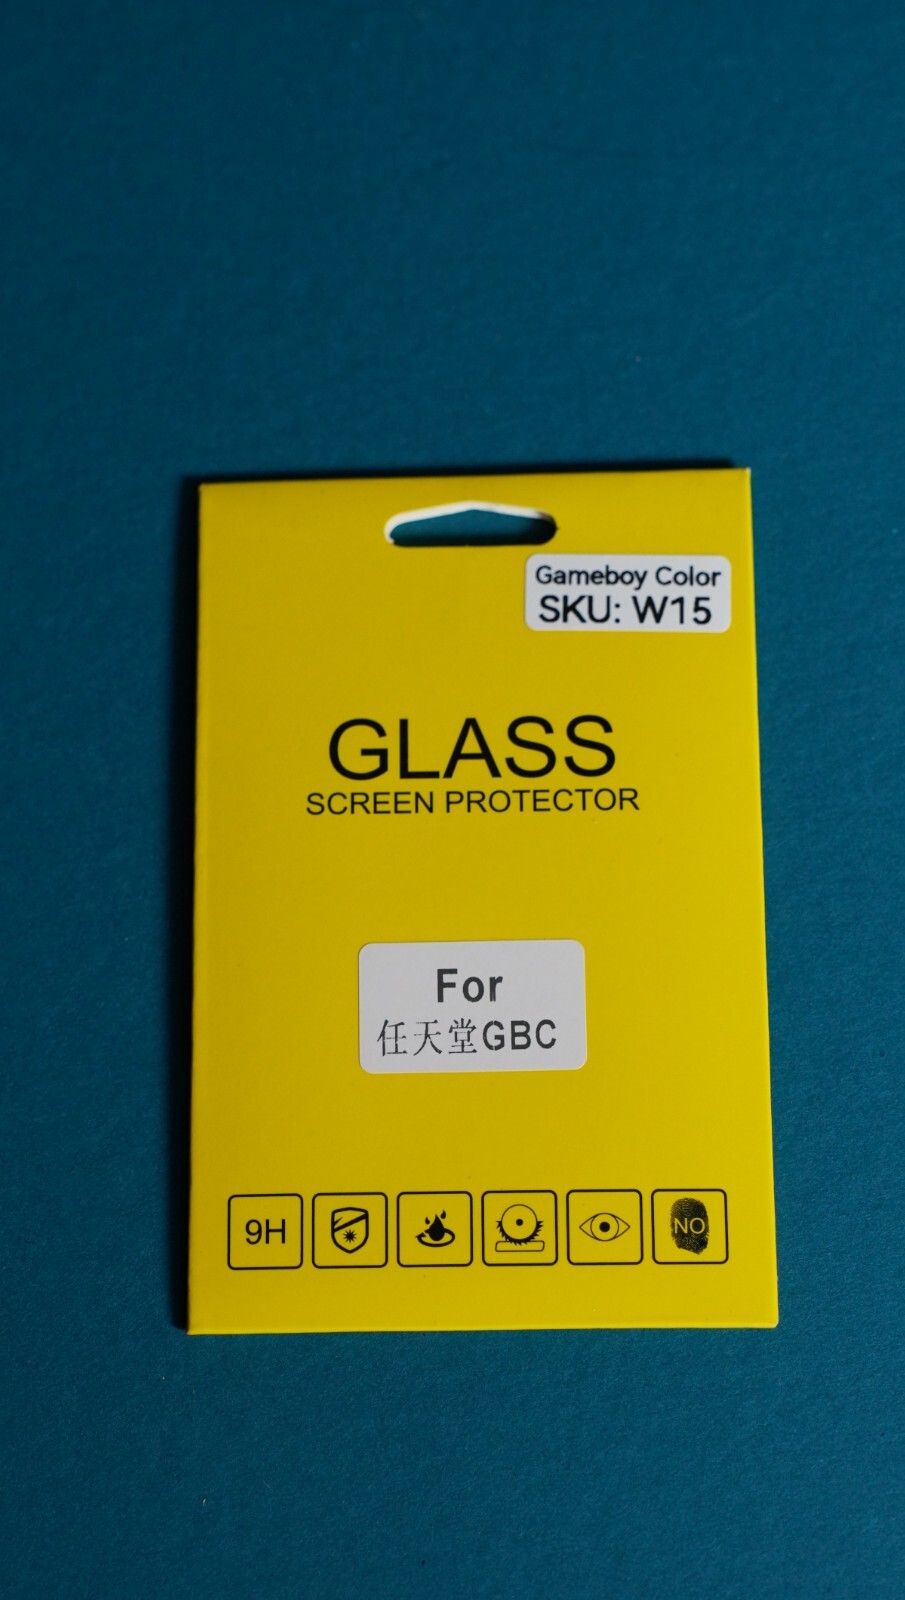 Gameboy Color
SKU: W15
GLASS
SCREEN PROTECTOR
For
任天堂GBC
9H
NO